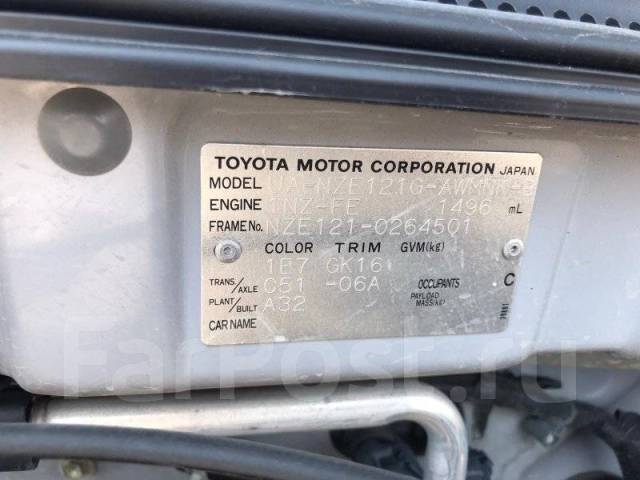 TOYOTA MOTOR CORPORATION JAPAN
MODEL UA-NZE121G-AWMNK-B
ENGINE 1NZ-FE 1496 mL
FRAME No. NZE121-0264501
COLOR TRIM GVM(kg)
1E7 GK16
TRANS/AXLE C51 -06A OCCUPANTS C
PLANT/BUILT A32 PAYLOAD MASS(kg)
CAR NAME
FarPost.ru